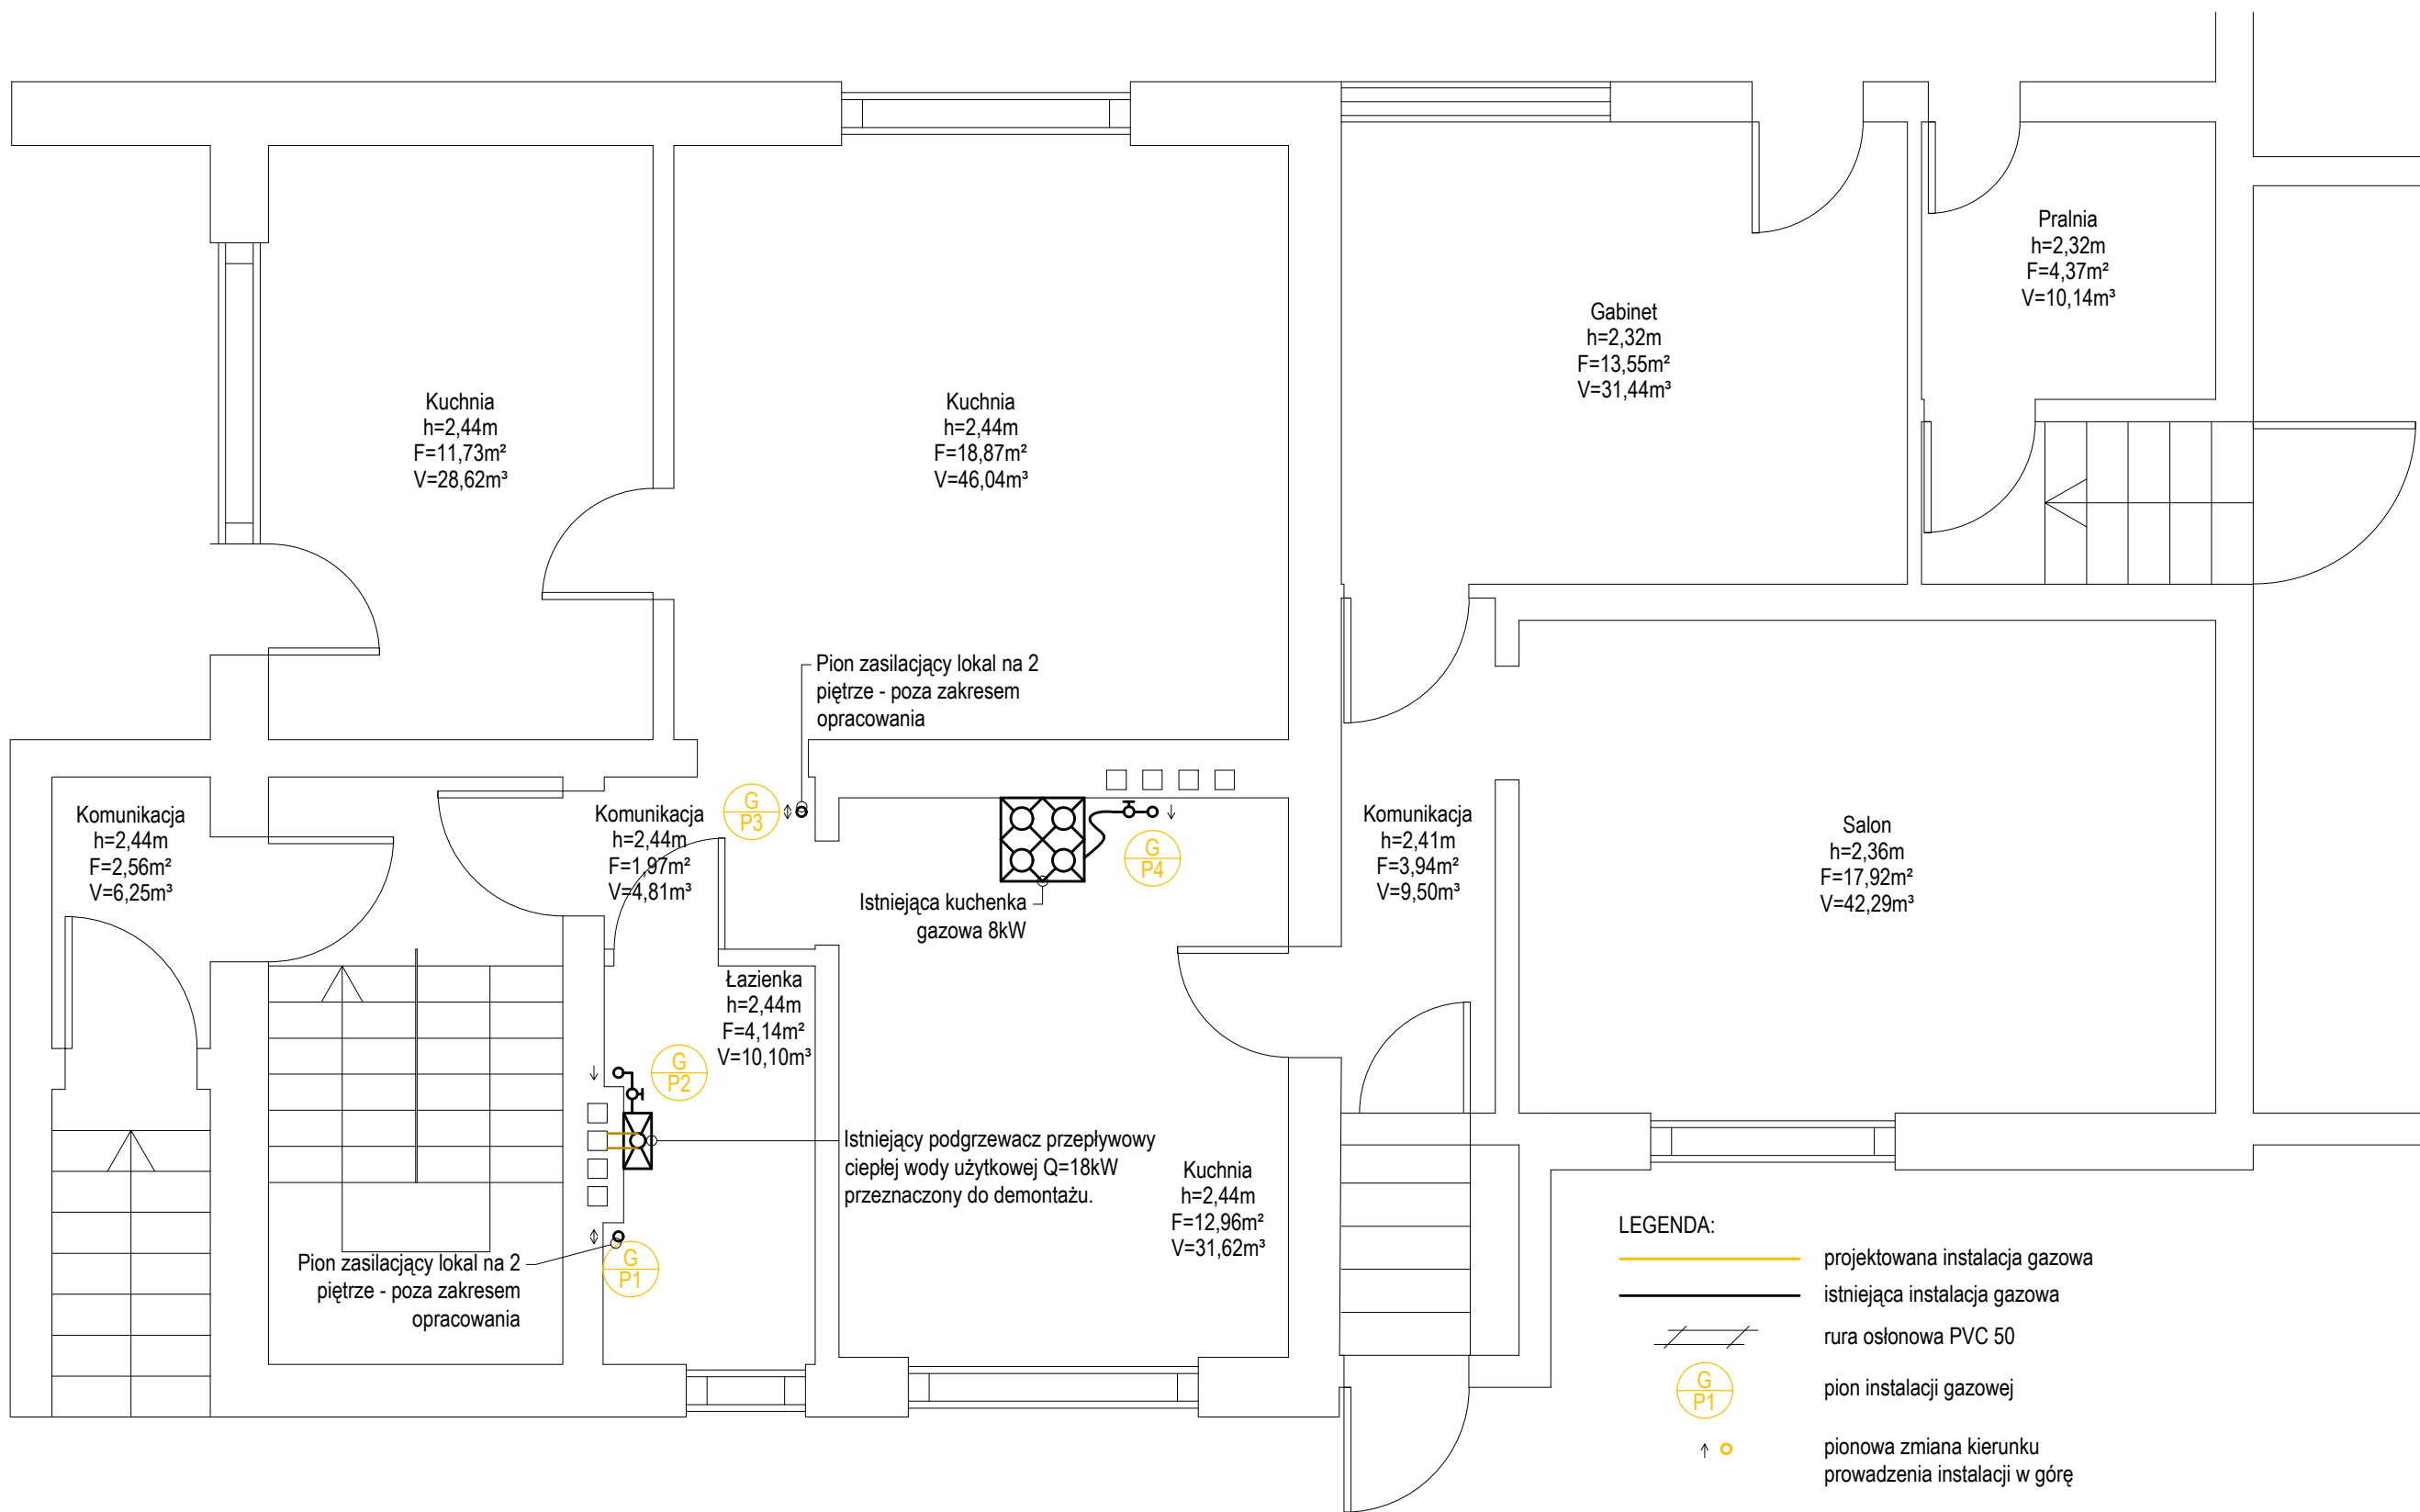 Pralnia
h=2,32m
F=4,37m²
V=10,14m³
Gabinet
h=2,32m
F=13,55m²
V=31,44m³
Kuchnia
h=2,44m
F=11,73m²
V=28,62m³
Kuchnia
h=2,44m
F=18,87m²
V=46,04m³
Pion zasilacjący lokal na 2
piętrze - poza zakresem
opracowania
Komunikacja
h=2,44m
F=2,56m²
V=6,25m³
Komunikacja
h=2,44m
F=1,97m²
V=4,81m³
G
P3
G
P4
Istniejąca kuchenka
gazowa 8kW
Komunikacja
h=2,41m
F=3,94m²
V=9,50m³
Salon
h=2,36m
F=17,92m²
V=42,29m³
Łazienka
h=2,44m
F=4,14m²
V=10,10m³
G
P2
Istniejący podgrzewacz przepływowy
ciepłej wody użytkowej Q=18kW
przeznaczony do demontażu.
Kuchnia
h=2,44m
F=12,96m²
V=31,62m³
Pion zasilacjący lokal na 2
piętrze - poza zakresem
opracowania
G
P1
LEGENDA:
projektowana instalacja gazowa
istniejąca instalacja gazowa
rura osłonowa PVC 50
G
P1
pion instalacji gazowej
pionowa zmiana kierunku
prowadzenia instalacji w górę